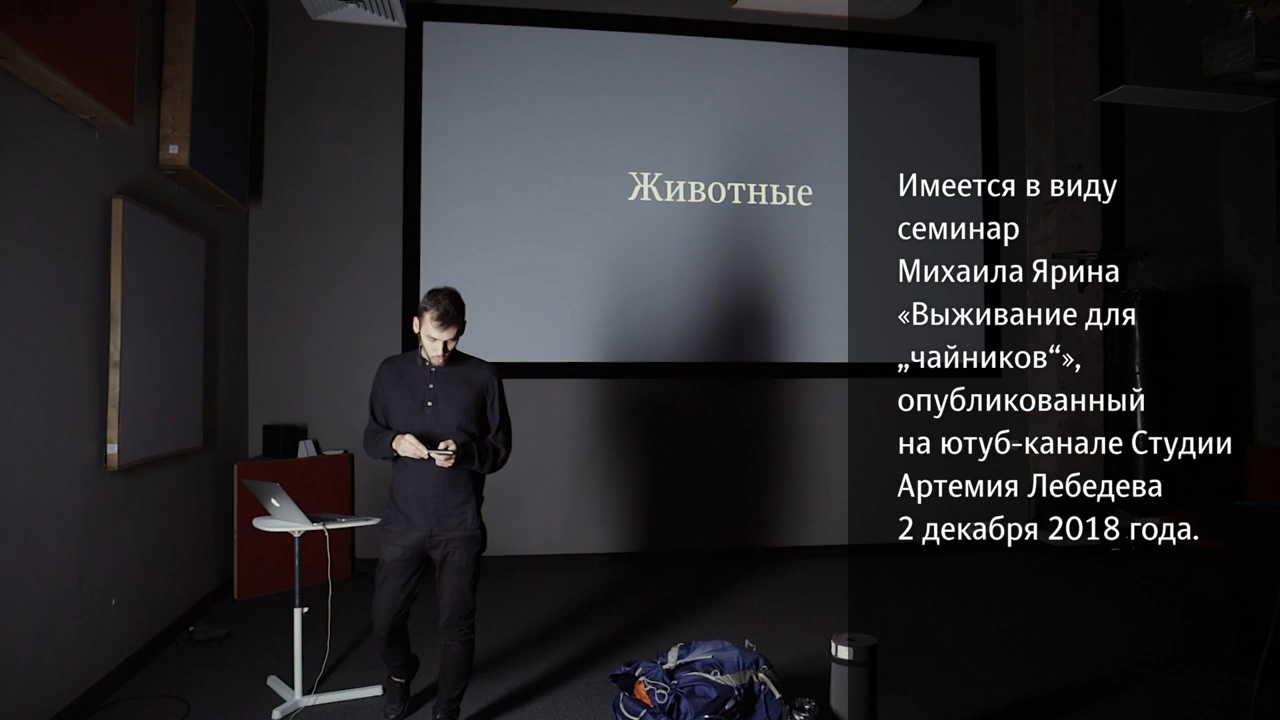 Животные
Имеется в виду
семинар
Михаила Ярина
«Выживание для
„чайников“»,
опубликованный
на ютуб-канале Студии
Артемия Лебедева
2 декабря 2018 года.